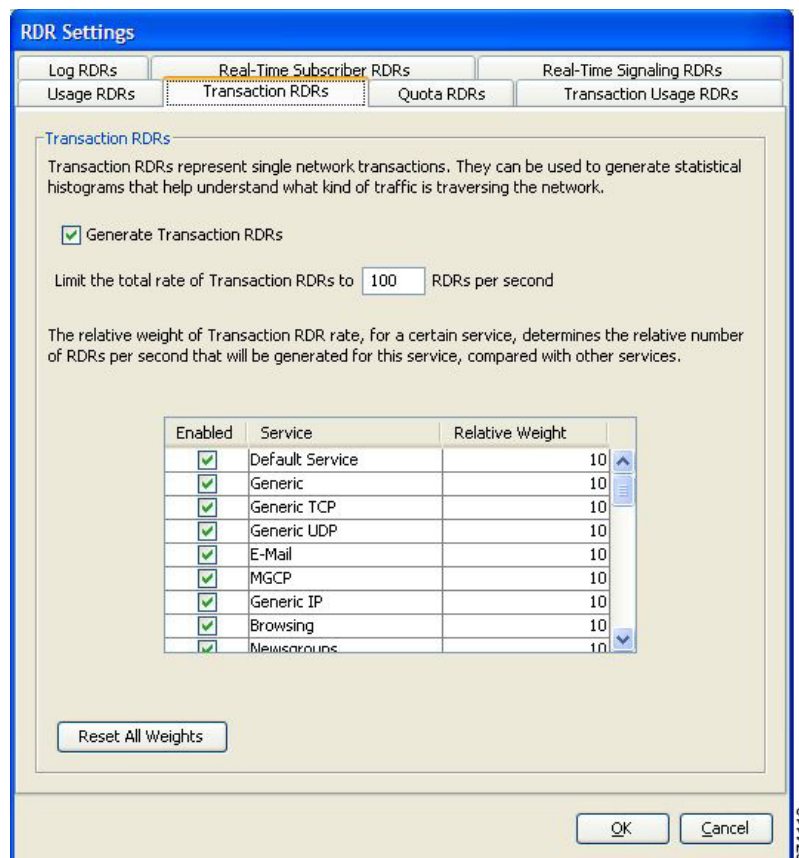 RDR Settings
Log RDRs Real-Time Subscriber RDRs Real-Time Signaling RDRs
Usage RDRs Transaction RDRs Quota RDRs Transaction Usage RDRs
Transaction RDRs
Transaction RDRs represent single network transactions. They can be used to generate statistical
histograms that help understand what kind of traffic is traversing the network.
Generate Transaction RDRs
Limit the total rate of Transaction RDRs to 100 RDRs per second
The relative weight of Transaction RDR rate, for a certain service, determines the relative number
of RDRs per second that will be generated for this service, compared with other services.
Enabled Service Relative Weight
Default Service 10
Generic 10
Generic TCP 10
Generic UDP 10
E-Mail 10
MGCP 10
Generic IP 10
Browsing 10
Newsgroups 10
Reset All Weights
OK Cancel